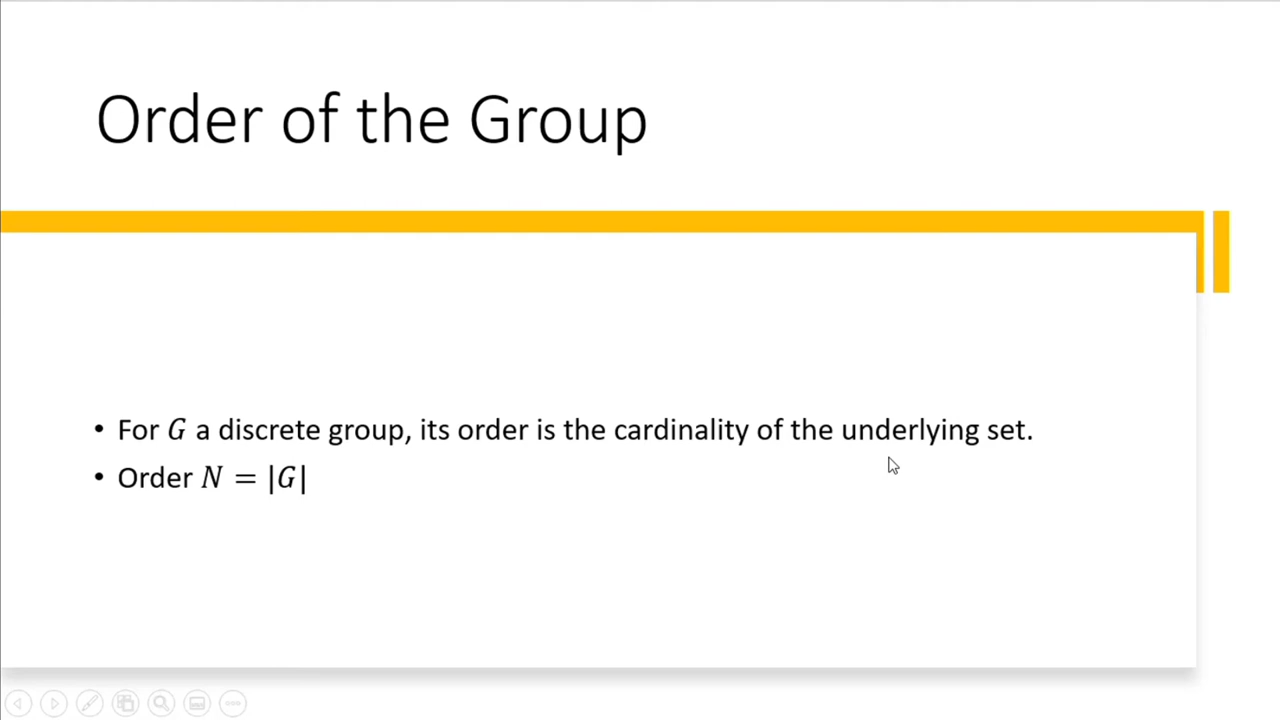 Order of the Group
• For 𝐺 a discrete group, its order is the cardinality of the underlying set.
• Order 𝑁 = |𝐺|